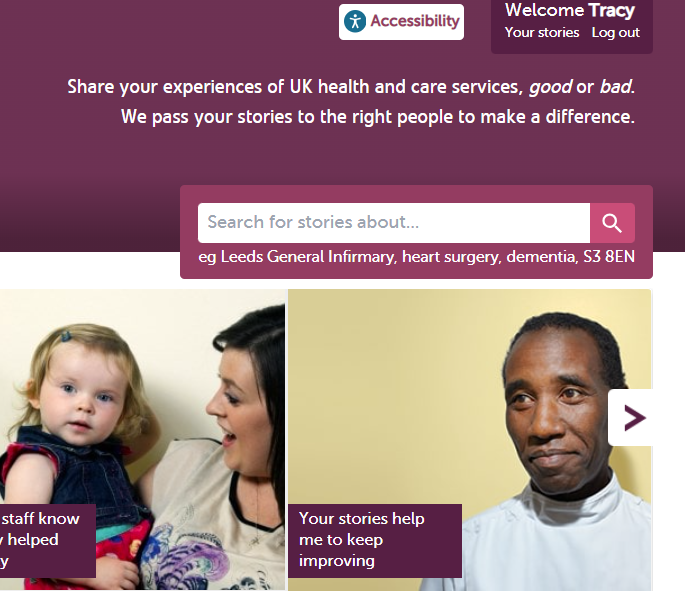 Accessibility
Welcome Tracy
Your stories Log out
Share your experiences of UK health and care services, good or bad.
We pass your stories to the right people to make a difference.
Search for stories about...
eg Leeds General Infirmary, heart surgery, dementia, S3 8EN
staff know
helped
Your stories help
me to keep
improving